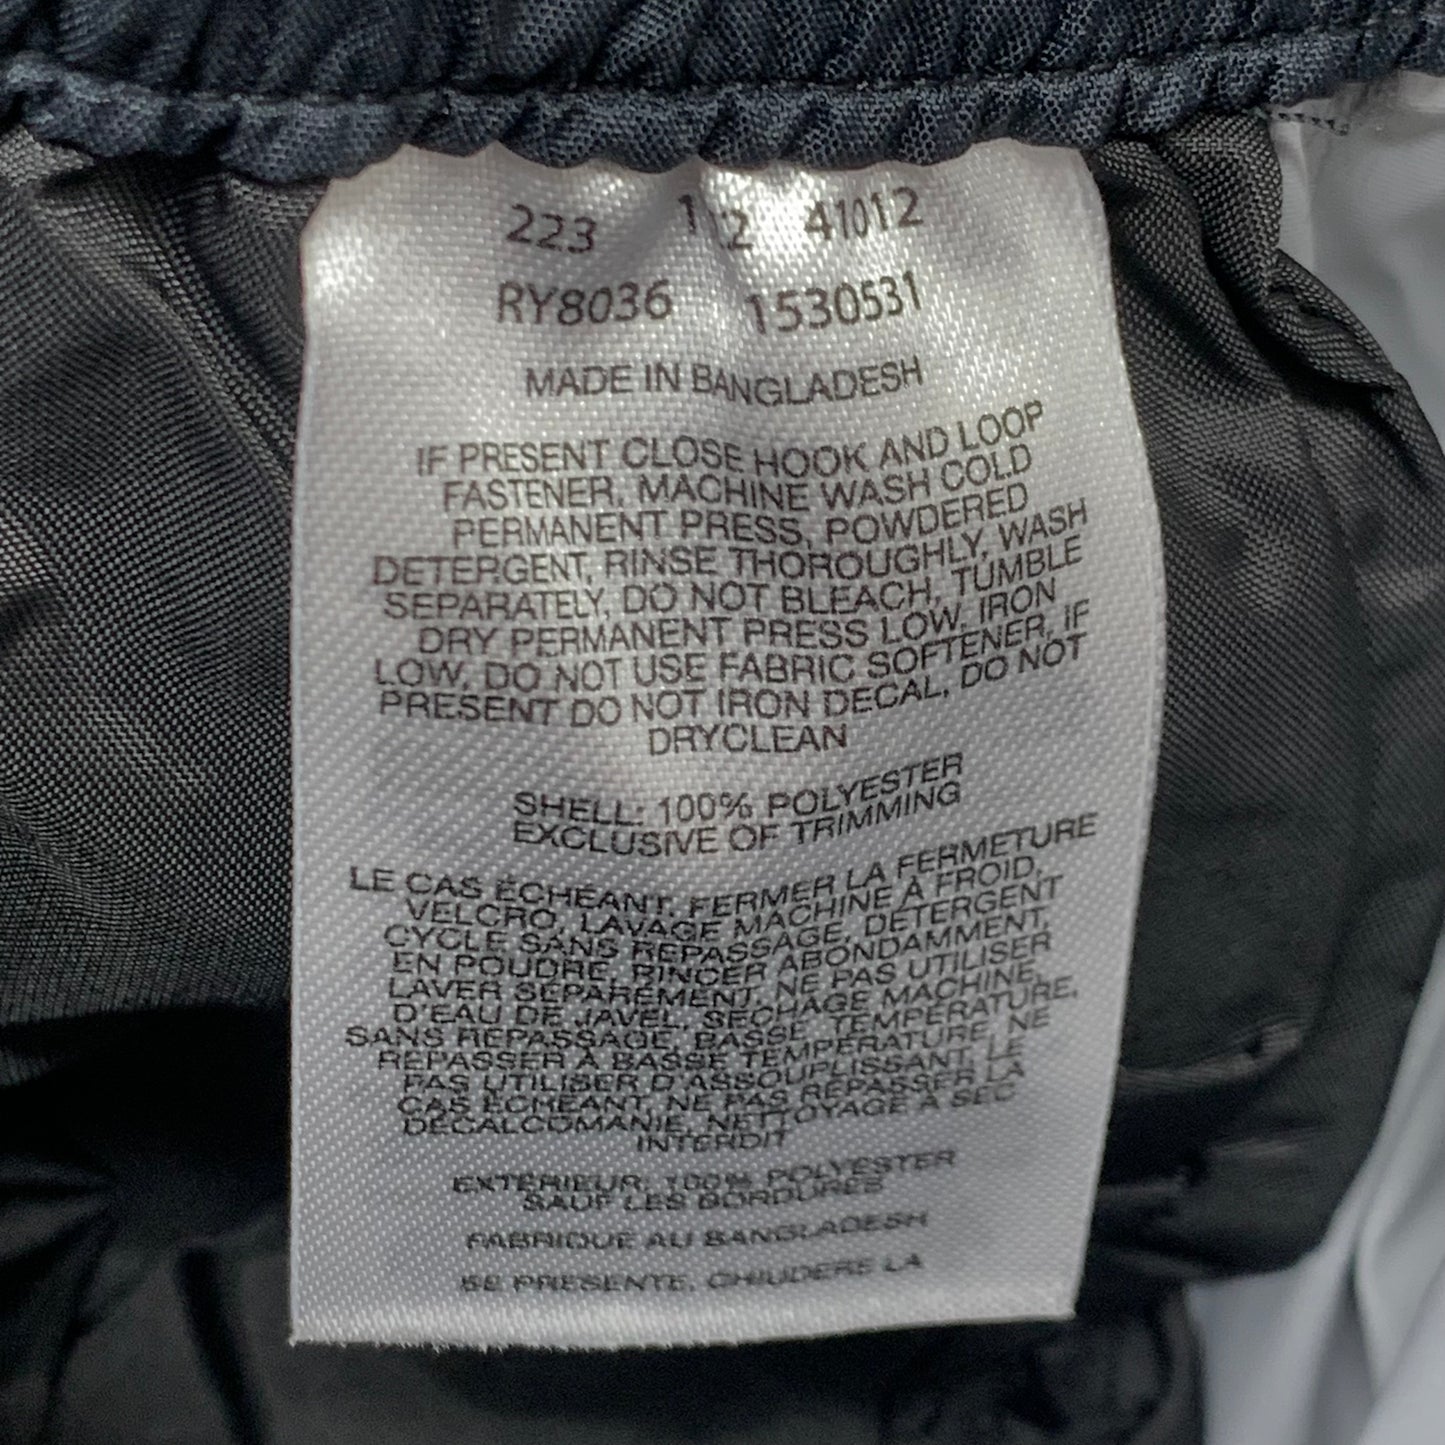 223 41012
RY8036 1530531
MADE IN BANGLADESH
IF PRESENT CLOSE HOOK AND LOOP
FASTENER, MACHINE WASH COLD
PERMANENT PRESS, POWDERED
DETERGENT, RINSE THOROUGHLY, WASH
SEPARATELY, DO NOT BLEACH, TUMBLE
DRY PERMANENT PRESS LOW, IRON
LOW, DO NOT USE FABRIC SOFTENER, IF
PRESENT DO NOT IRON DECAL, DO NOT
DRYCLEAN
SHELL: 100% POLYESTER
EXCLUSIVE OF TRIMMING
LE CAS ÉCHÉANT, FERMER LA FERMETURE
VELCRO, LAVAGE MACHINE À FROID,
CYCLE SANS REPASSAGE, DÉTERGENT
EN POUDRE, RINCER ABONDAMMENT,
LAVER SÉPARÉMENT, NE PAS UTILISER
D'EAU DE JAVEL, SÉCHAGE MACHINE,
SANS REPASSAGE, BASSE TEMPÉRATURE,
REPASSER À BASSE TEMPÉRATURE, NE
PAS UTILISER D'ASSOUPLISSANT, LE
CAS ÉCHÉANT, NE PAS REPASSER LA
DÉCALCOMANIE, NETTOYAGE À SEC
INTERDIT
EXTÉRIEUR: 100% POLYESTER
SAUF LES BORDURES
FABRIQUÉ AU BANGLADESH
SE PRESENTE, CHIUDERE LA